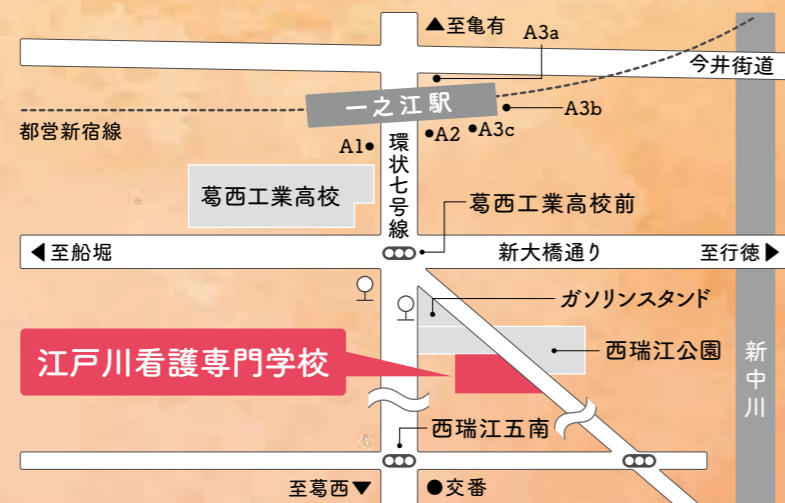 ▲至亀有
A3a
今井街道
一之江駅
A3b
都営新宿線
A1
A2
A3c
環状七号線
葛西工業高校
葛西工業高校前
◀至船堀
新大橋通り
至行徳▶
ガソリンスタンド
西瑞江公園
江戸川看護専門学校
新中川
西瑞江五南
至葛西▼
●交番